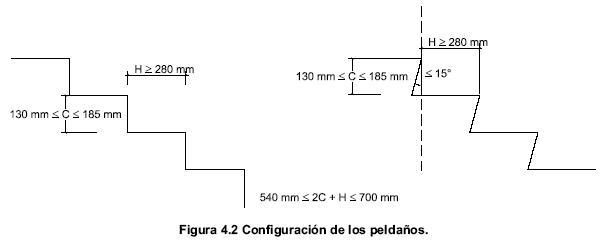 H ≥ 280 mm
130 mm ≤ C ≤ 185 mm
H ≥ 280 mm
130 mm ≤ C ≤ 185 mm
≤ 15°
540 mm ≤ 2C + H ≤ 700 mm
Figura 4.2 Configuración de los peldaños.